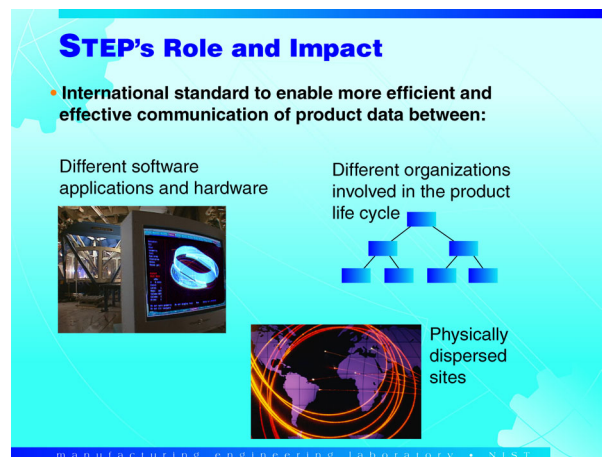 STEP's Role and Impact
• International standard to enable more efficient and
effective communication of product data between:
Different software
applications and hardware
Different organizations
involved in the product
life cycle
Physically
dispersed
sites
manufacturing engineering laboratory • NIST